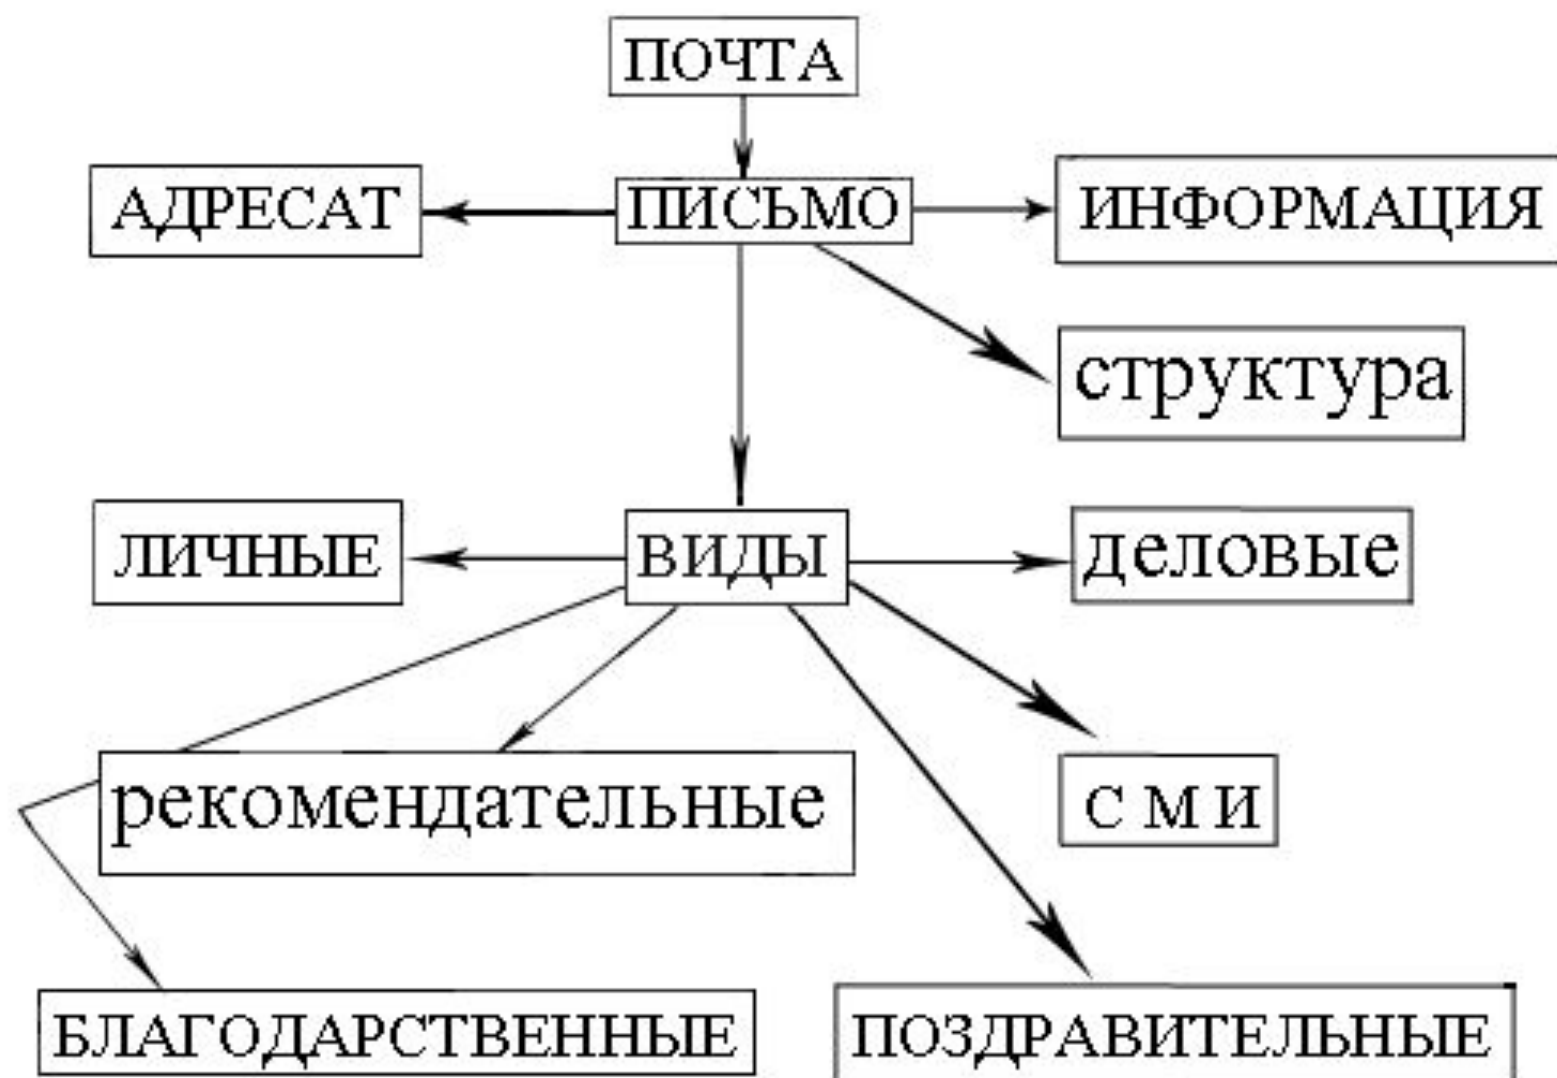 ПОЧТА
АДРЕСАТ
ПИСЬМО
ИНФОРМАЦИЯ
структура
ЛИЧНЫЕ
ВИДЫ
деловые
рекомендательные
С М И
БЛАГОДАРСТВЕННЫЕ
ПОЗДРАВИТЕЛЬНЫЕ